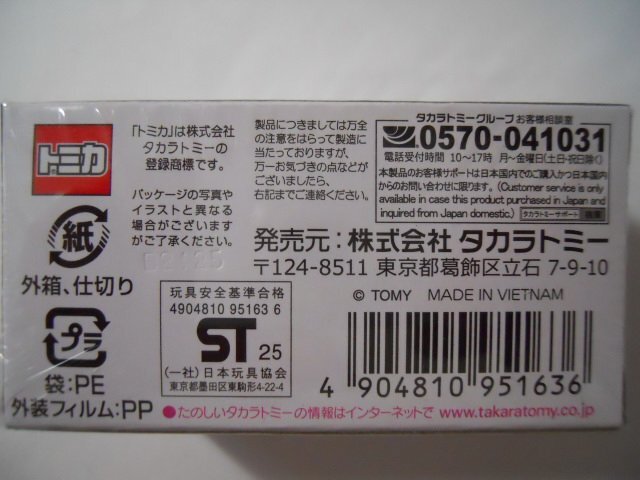 トミカ
「トミカ」は株式会社
タカラトミーの
登録商標です。
パッケージの写真や
イラストと異なる
場合がございますが
ご了承ください。
製品につきましては万全
の注意をはらって製造に
当たっておりますが、
万一お気づきの点などが
ございましたら、
右記までご連絡ください。
タカラトミーグループ お客様相談室
0570-041031
電話受付時間 10〜17時 月〜金曜日(土・日・祝日除く)
本製品のお客様サポートは日本国内でのご購入かつ日本国内
からのお問い合わせに限ります。(Customer service is only
available in case this product purchased in Japan and
inquired from Japan domestic.) タカラトミーサポート 検索
紙
外箱、仕切り
プラ
袋:PE
外装フィルム:PP
発売元:株式会社 タカラトミー
〒124-8511 東京都葛飾区立石 7-9-10
玩具安全基準合格
4904810 95163 6
ST 25
(一社)日本玩具協会
東京都墨田区東駒形4-22-4
© TOMY MADE IN VIETNAM
4 904810 951636
●たのしいタカラトミーの情報はインターネットで www.takaratomy.co.jp